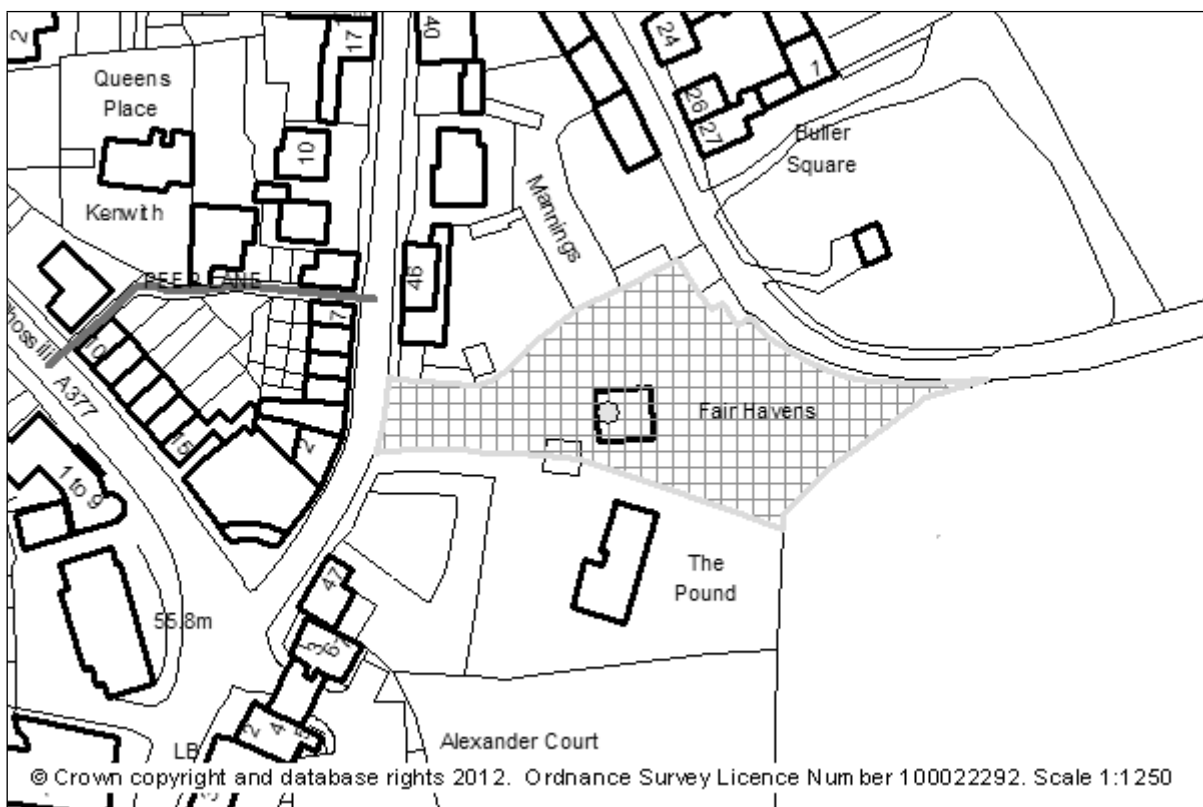 2
17
40
24
1
26
27
Queens
Place
10
Kenwith
Buller
Square
Mannings
46
PEEP LANE
7
10
A377
16
2
1 to 9
Fair Havens
The
Pound
47
55.8m
3
6
2
4
5
LB
Alexander Court
© Crown copyright and database rights 2012. Ordnance Survey Licence Number 100022292. Scale 1:1250